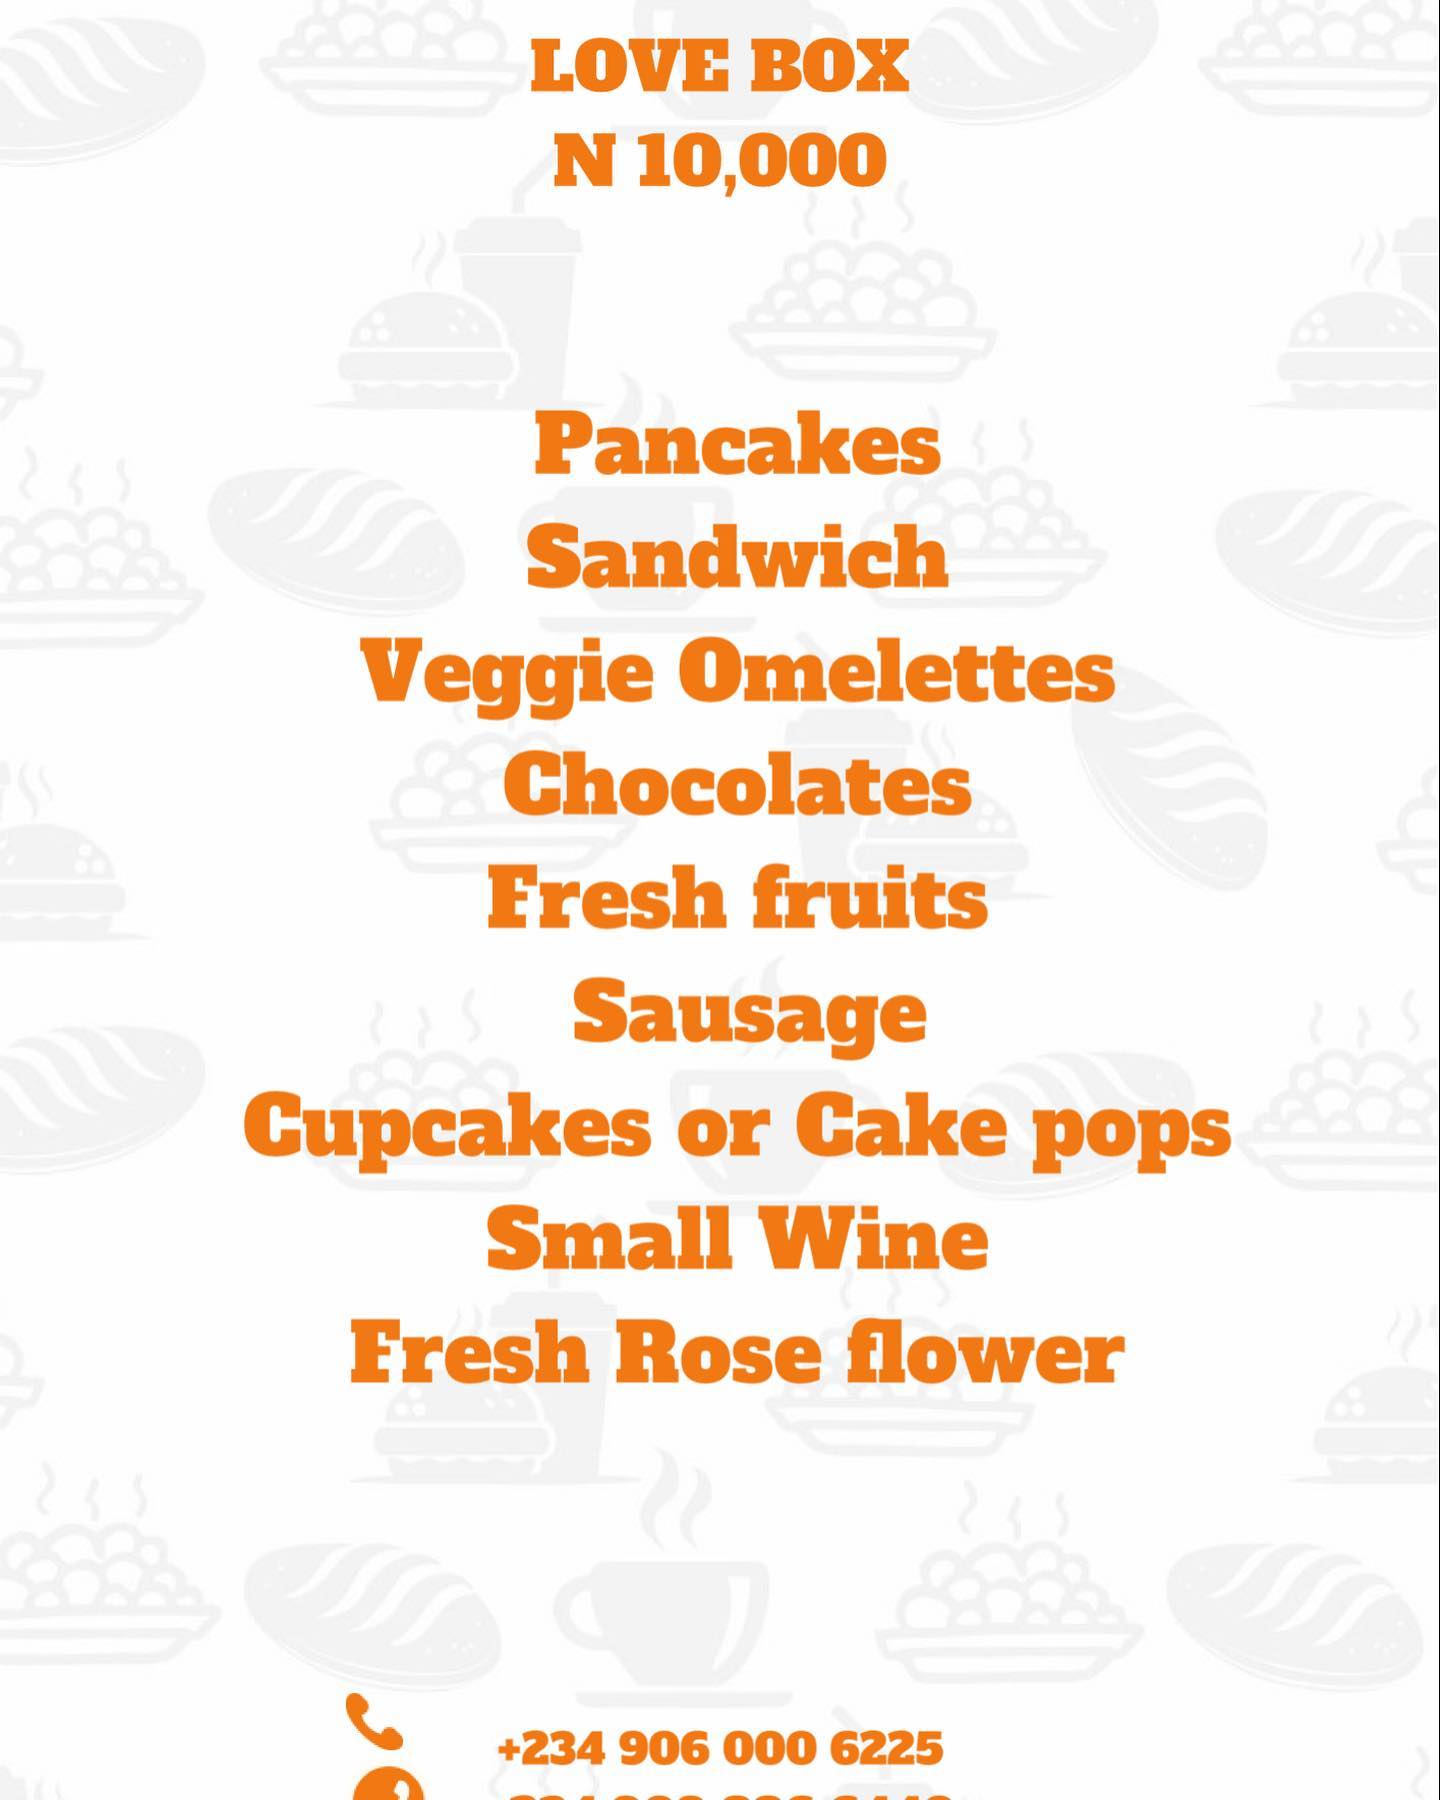 LOVE BOX
N 10,000
Pancakes
Sandwich
Veggie Omelettes
Chocolates
Fresh fruits
Sausage
Cupcakes or Cake pops
Small Wine
Fresh Rose flower
+234 906 000 6225